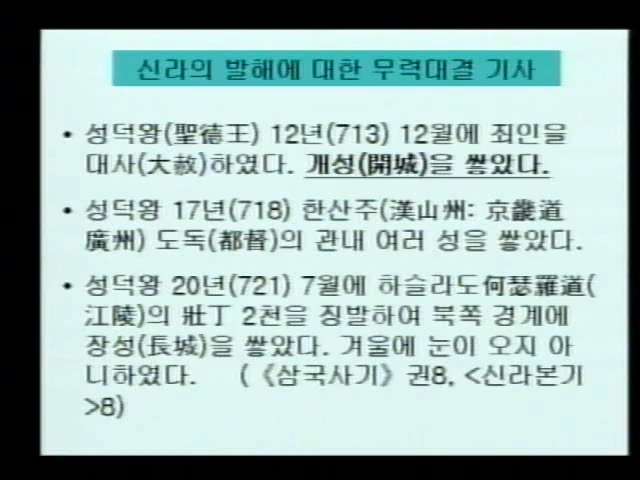 신라의 발해에 대한 무력대결 기사
• 성덕왕(聖德王) 12년(713) 12월에 죄인을
대사(大赦)하였다. 개성(開城)을 쌓았다.
• 성덕왕 17년(718) 한산주(漢山州: 京畿道
廣州) 도독(都督)의 관내 여러 성을 쌓았다.
• 성덕왕 20년(721) 7월에 하슬라도何瑟羅道(
江陵)의 壯丁 2천을 징발하여 북쪽 경계에
장성(長城)을 쌓았다. 겨울에 눈이 오지 아
니하였다. (《삼국사기》권8, <신라본기
>8)